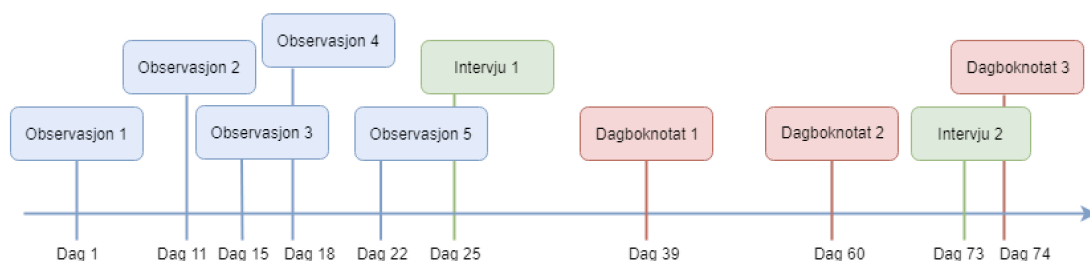 Observasjon 4
Observasjon 2
Intervju 1
Dagboknotat 3
Observasjon 1
Observasjon 3
Observasjon 5
Dagboknotat 1
Dagboknotat 2
Intervju 2
Dag 1
Dag 11
Dag 15
Dag 18
Dag 22
Dag 25
Dag 39
Dag 60
Dag 73
Dag 74